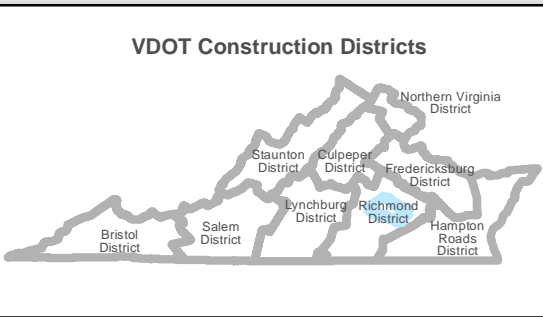 VDOT Construction Districts
Northern Virginia
District
Staunton
District
Culpeper
District
Fredericksburg
District
Lynchburg
District
Richmond
District
Bristol
District
Salem
District
Hampton
Roads
District